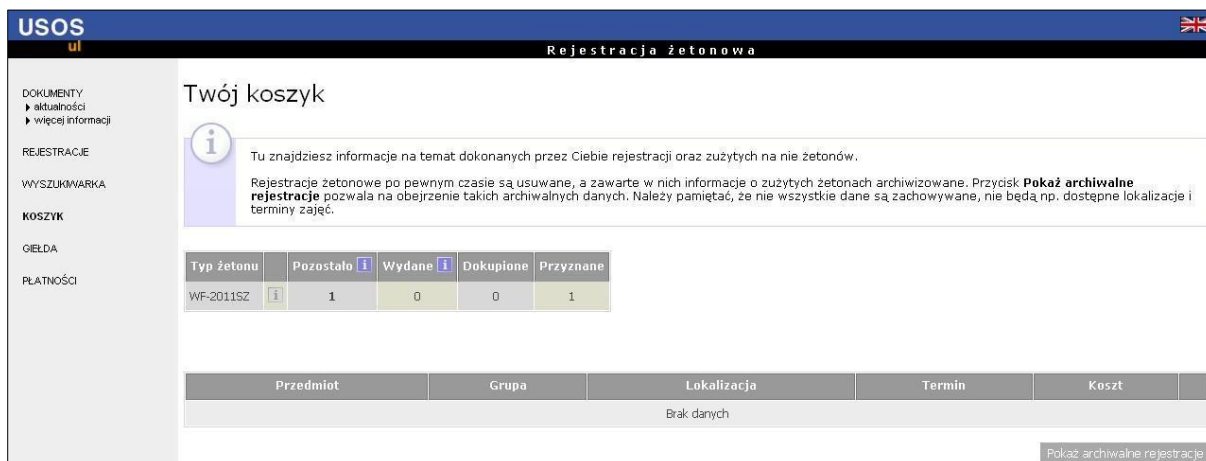 USOS
ul
Rejestracja żetonowa
DOKUMENTY
aktualności
więcej informacji
REJESTRACJE
WYSZUKIWARKA
KOSZYK
GIEŁDA
PŁATNOŚCI
Twój koszyk
i
Tu znajdziesz informacje na temat dokonanych przez Ciebie rejestracji oraz zużytych na nie żetonów.
Rejestracje żetonowe po pewnym czasie są usuwane, a zawarte w nich informacje o zużytych żetonach archiwizowane. Przycisk Pokaż archiwalne
rejestracje pozwala na obejrzenie takich archiwalnych danych. Należy pamiętać, że nie wszystkie dane są zachowywane, nie będą np. dostępne lokalizacje i
terminy zajęć.
Typ żetonu Pozostało i Wydane i Dokupione Przyznane
WF-2011SZ i 1 0 0 1
Przedmiot Grupa Lokalizacja Termin Koszt
Brak danych
Pokaż archiwalne rejestracje